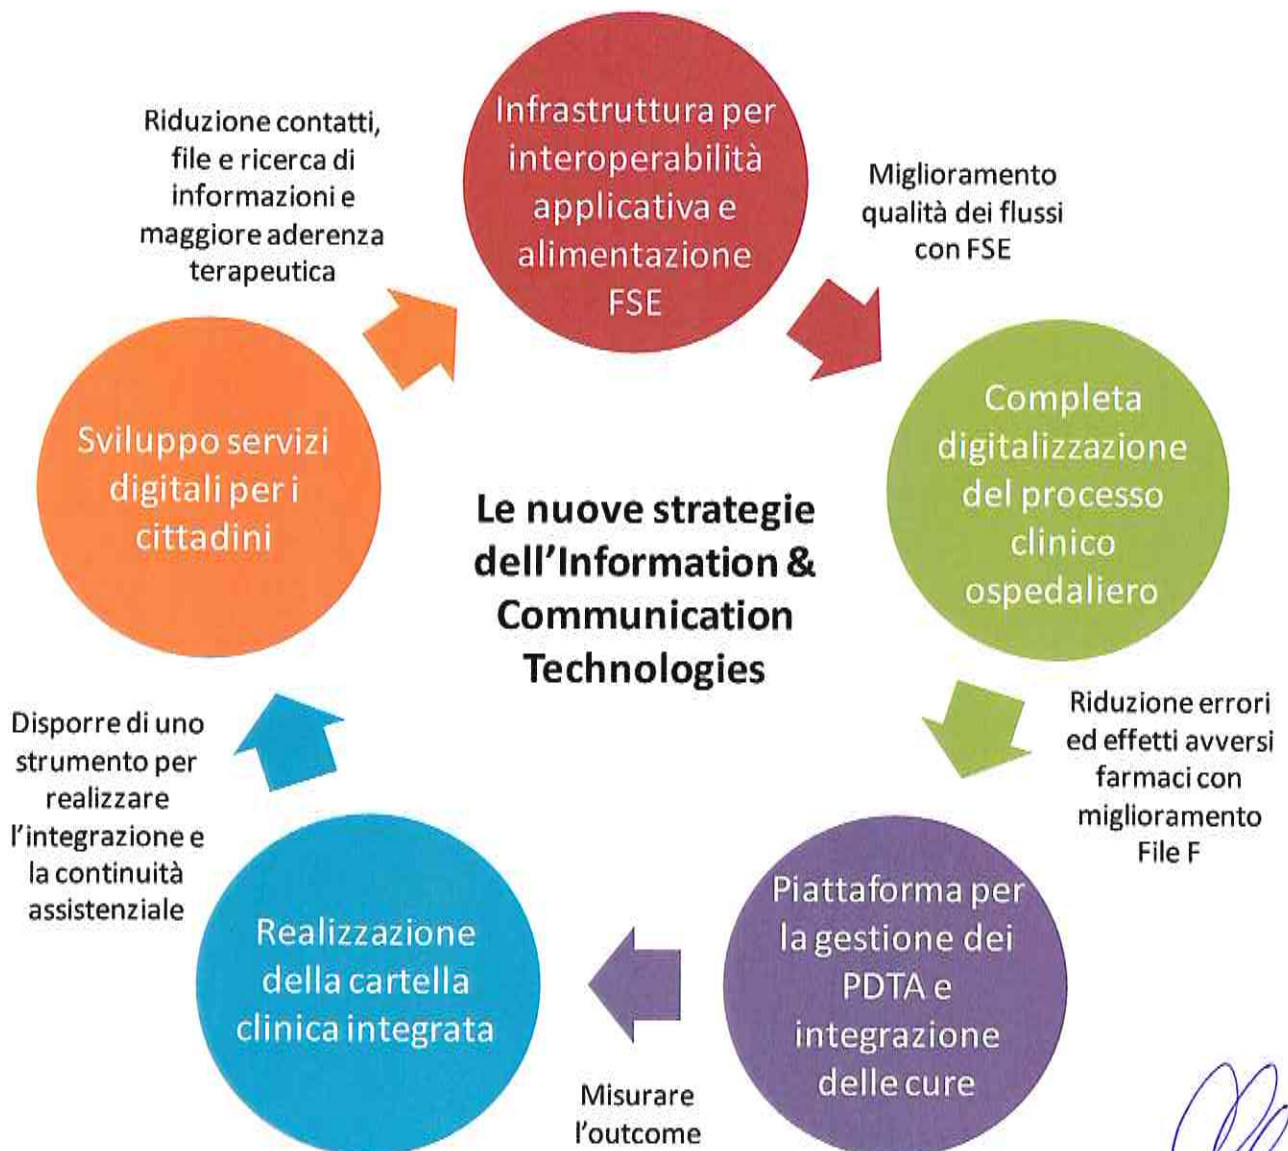 Infrastruttura per
interoperabilità
applicativa e
alimentazione
FSE
Miglioramento
qualità dei flussi
con FSE
Completa
digitalizzazione
del processo
clinico
ospedaliero
Riduzione errori
ed effetti avversi
farmaci con
miglioramento
File F
Piattaforma per
la gestione dei
PDTA e
integrazione
delle cure
Misurare
l'outcome
Realizzazione
della cartella
clinica integrata
Disporre di uno
strumento per
realizzare
l'integrazione e
la continuità
assistenziale
Sviluppo servizi
digitali per i
cittadini
Riduzione contatti,
file e ricerca di
informazioni e
maggiore aderenza
terapeutica
Le nuove strategie
dell'Information &
Communication
Technologies